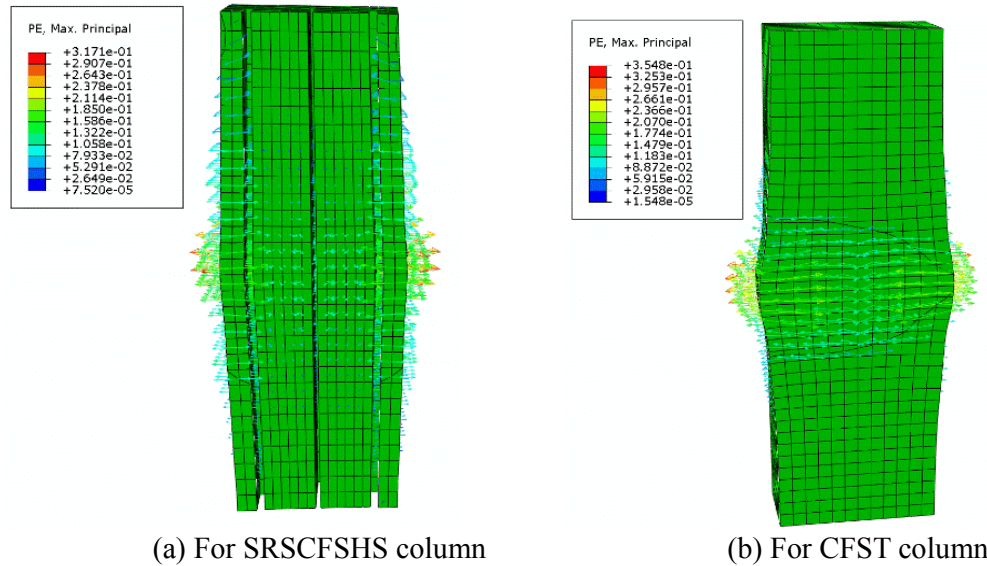 PE, Max. Principal
+3.171e-01
+2.907e-01
+2.643e-01
+2.378e-01
+2.114e-01
+1.850e-01
+1.586e-01
+1.322e-01
+1.058e-01
+7.933e-02
+5.291e-02
+2.649e-02
+7.520e-05
PE, Max. Principal
+3.548e-01
+3.253e-01
+2.957e-01
+2.661e-01
+2.366e-01
+2.070e-01
+1.774e-01
+1.479e-01
+1.183e-01
+8.872e-02
+5.915e-02
+2.958e-02
+1.548e-05
(a) For SRSCFSHS column
(b) For CFST column